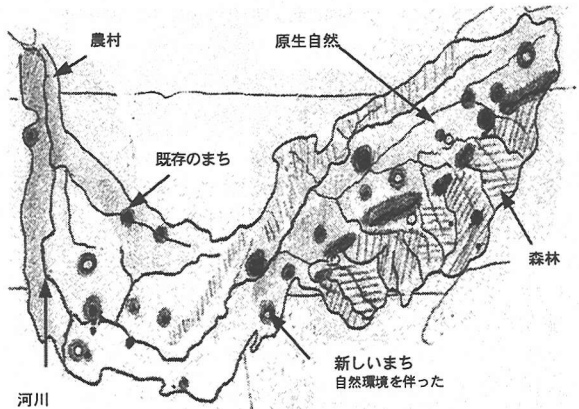 農村
原生自然
既存のまち
森林
新しいまち
自然環境を伴った
河川